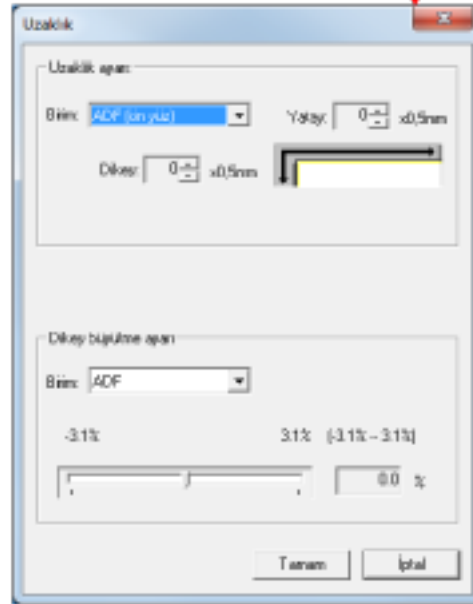 Uzaklık
Uzaklık ayarı
Birim: ADF (ön yüz) Yatay: 0 x0,5mm
Dikey: 0 x0,5mm
Dikey büyütme ayarı
Birim: ADF
-3.1% 3.1% (-3.1% – 3.1%)
0.0 %
Tamam İptal